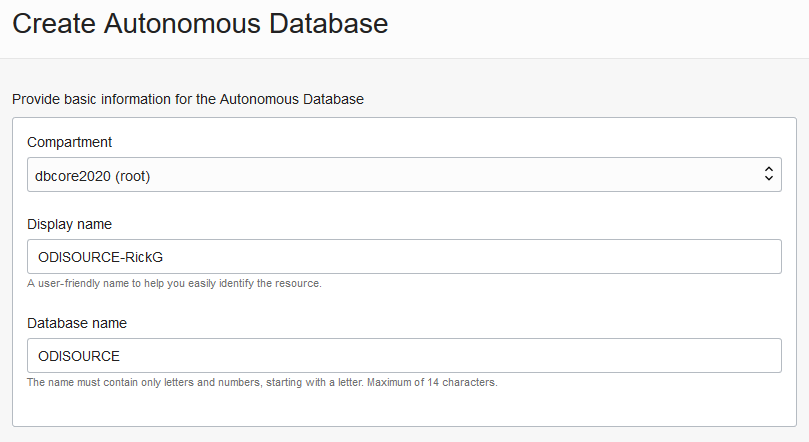 Create Autonomous Database
Provide basic information for the Autonomous Database
Compartment
dbcore2020 (root)
Display name
ODISOURCE-RickG
A user-friendly name to help you easily identify the resource.
Database name
ODISOURCE
The name must contain only letters and numbers, starting with a letter. Maximum of 14 characters.